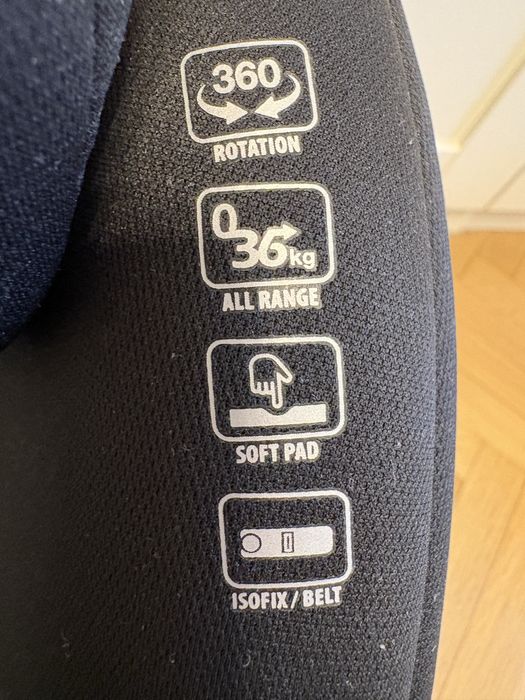 360
ROTATION
0 36kg
ALL RANGE
SOFT PAD
ISOFIX / BELT